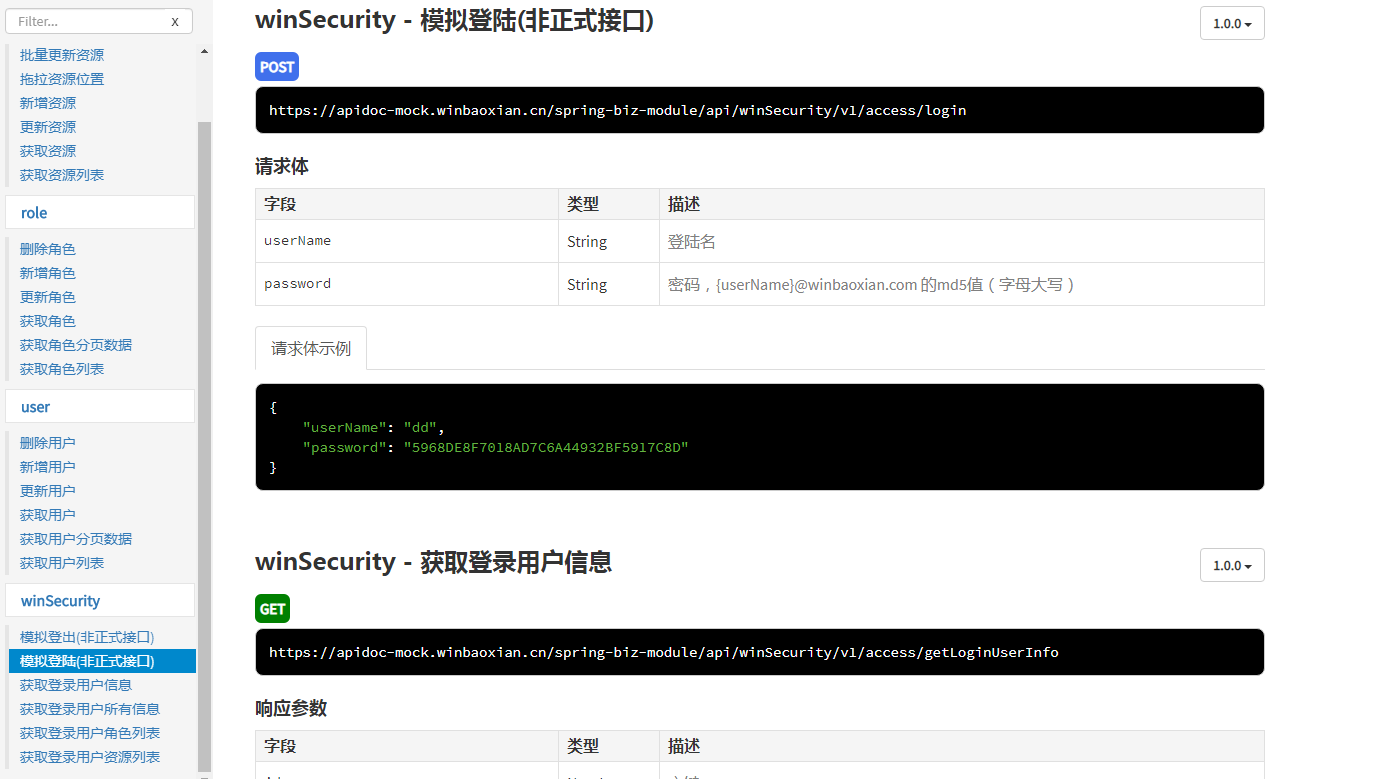 Filter...
x
批量更新资源
拖拉资源位置
新增资源
更新资源
获取资源
获取资源列表
role
删除角色
新增角色
更新角色
获取角色
获取角色分页数据
获取角色列表
user
删除用户
新增用户
更新用户
获取用户
获取用户分页数据
获取用户列表
winSecurity
模拟登出(非正式接口)
模拟登陆(非正式接口)
获取登录用户信息
获取登录用户所有信息
获取登录用户角色列表
获取登录用户资源列表
winSecurity - 模拟登陆(非正式接口)
1.0.0
POST
https://apidoc-mock.winbaoxian.cn/spring-biz-module/api/winSecurity/v1/access/login
请求体
字段 类型 描述
userName String 登陆名
password String 密码，{userName}@winbaoxian.com 的md5值（字母大写）
请求体示例
{
"userName": "dd",
"password": "5968DE8F7018AD7C6A44932BF5917C8D"
}
winSecurity - 获取登录用户信息
1.0.0
GET
https://apidoc-mock.winbaoxian.cn/spring-biz-module/api/winSecurity/v1/access/getLoginUserInfo
响应参数
字段 类型 描述